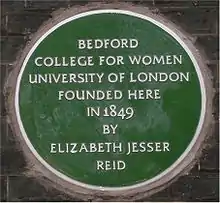 BEDFORD
COLLEGE FOR WOMEN
UNIVERSITY OF LONDON
FOUNDED HERE
IN 1849
BY
ELIZABETH JESSER
REID